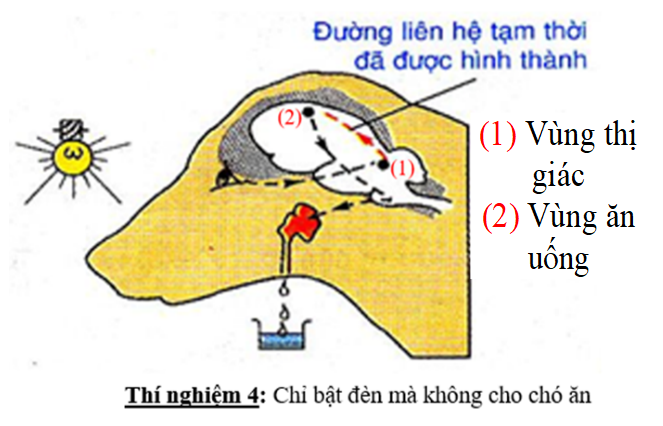 Đường liên hệ tạm thời
đã được hình thành
(2)
(1)
(1) Vùng thị
giác
(2) Vùng ăn
uống
Thí nghiệm 4: Chỉ bật đèn mà không cho chó ăn